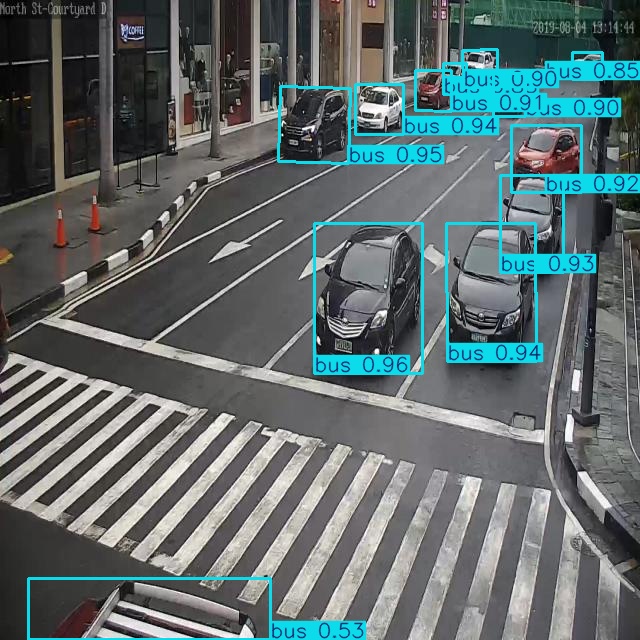 North St-Courtyard D
2019-08-04 13:14:44
COFFEE
bus 0.90
bus 0.85
bus 0.91
bus 0.90
bus 0.94
bus 0.95
bus 0.92
bus 0.93
bus 0.94
bus 0.96
bus 0.53